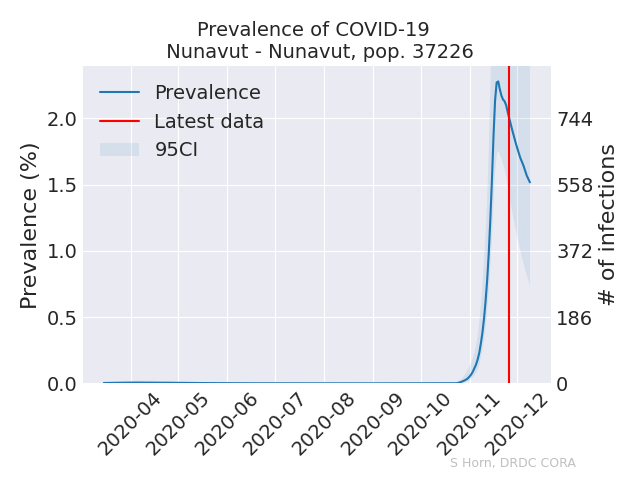 Prevalence of COVID-19
Nunavut - Nunavut, pop. 37226
Prevalence
Latest data
95CI
Prevalence (%)
2.0
1.5
1.0
0.5
0.0
744
558
372
186
0
# of infections
2020-04
2020-05
2020-06
2020-07
2020-08
2020-09
2020-10
2020-11
2020-12
S Horn, DRDC CORA